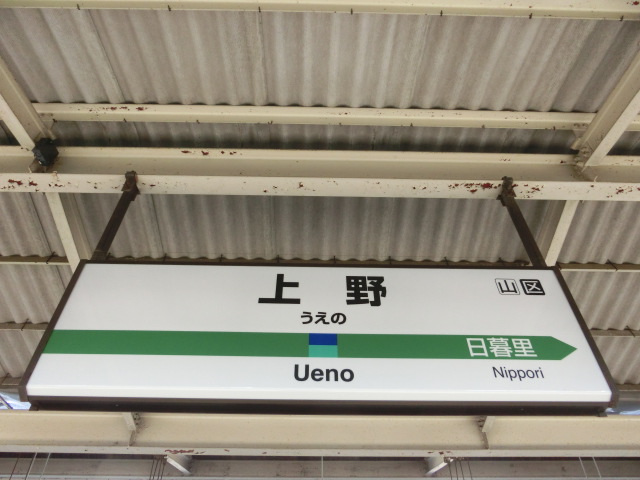 上野
山区
うえの
日暮里
Ueno
Nippori